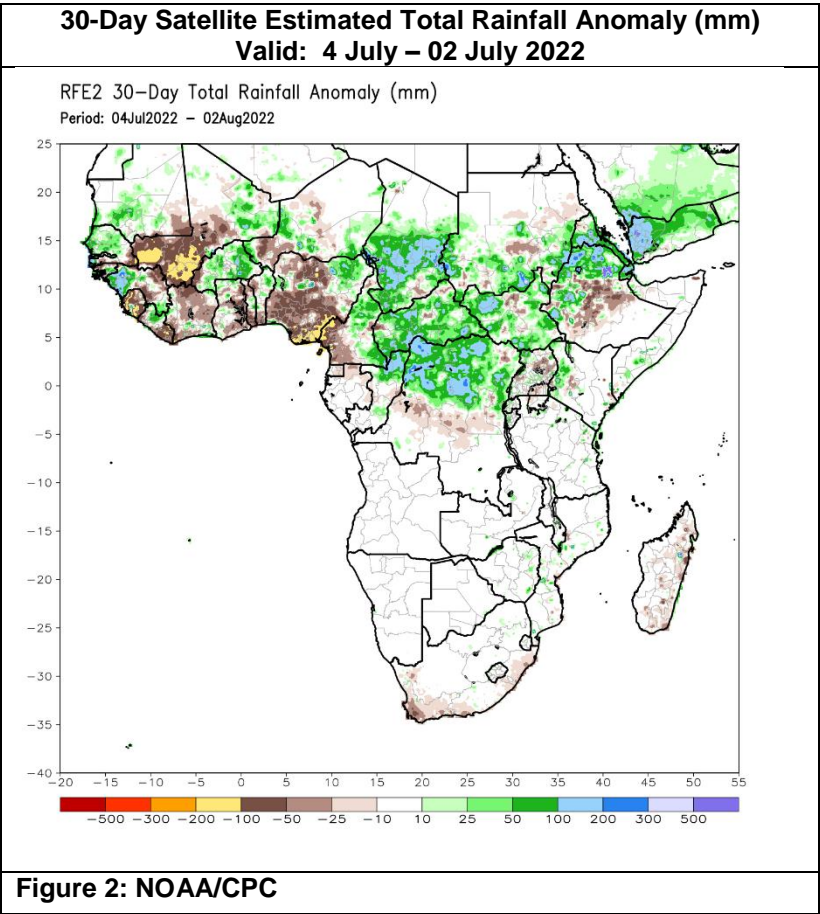 30-Day Satellite Estimated Total Rainfall Anomaly (mm)
Valid:  4 July – 02 July 2022
RFE2 30-Day Total Rainfall Anomaly (mm)
Period: 04Jul2022 – 02Aug2022
25
20
15
10
5
0
-5
-10
-15
-20
-25
-30
-35
-40
-20 -15 -10 -5 0 5 10 15 20 25 30 35 40 45 50 55
-500 -300 -200 -100 -50 -25 -10 10 25 50 100 200 300 500
Figure 2: NOAA/CPC